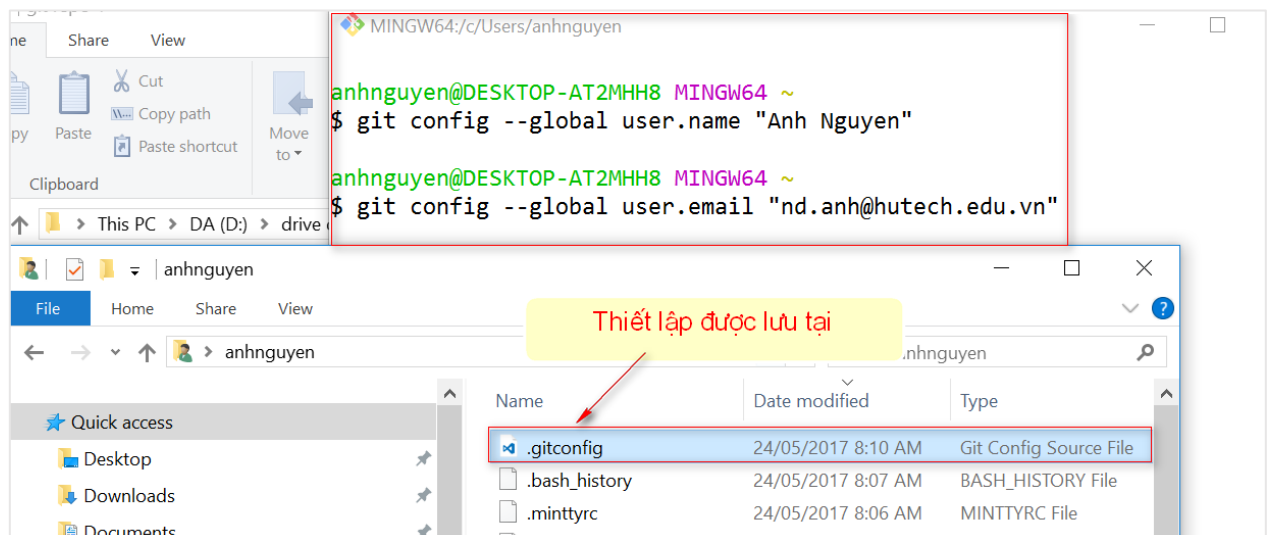 Share View
Cut
Copy path
Paste
Paste shortcut
Move
to
Clipboard
This PC > DA (D:) > drive
MINGW64:/c/Users/anhnguyen
anhnguyen@DESKTOP-AT2MHH8 MINGW64 ~
$ git config --global user.name "Anh Nguyen"
anhnguyen@DESKTOP-AT2MHH8 MINGW64 ~
$ git config --global user.email "nd.anh@hutech.edu.vn"
anhnguyen
File Home Share View
Thiết lập được lưu tại
anhnguyen
Name Date modified Type
Quick access
.gitconfig 24/05/2017 8:10 AM Git Config Source File
Desktop
.bash_history 24/05/2017 8:07 AM BASH_HISTORY File
Downloads
.minttyrc 24/05/2017 8:06 AM MINTTYRC File
Documents